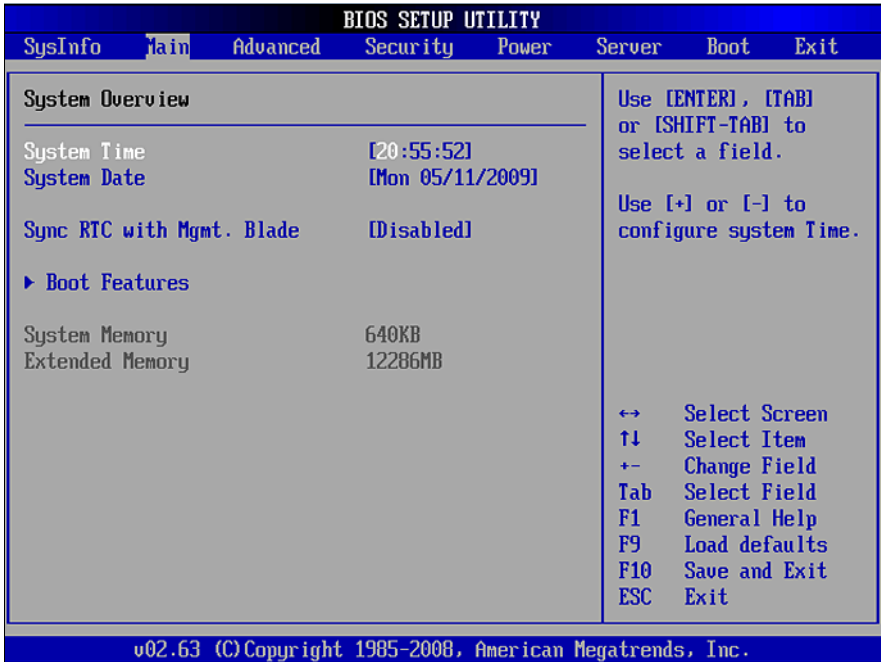 BIOS SETUP UTILITY
SysInfo Main Advanced Security Power Server Boot Exit
System Overview
System Time [20:55:52]
System Date [Mon 05/11/2009]
Sync RTC with Mgmt. Blade [Disabled]
▶ Boot Features
System Memory 640KB
Extended Memory 12286MB
Use [ENTER], [TAB]
or [SHIFT-TAB] to
select a field.
Use [+] or [-] to
configure system Time.
↔ Select Screen
↑↓ Select Item
+- Change Field
Tab Select Field
F1 General Help
F9 Load defaults
F10 Save and Exit
ESC Exit
v02.63 (C)Copyright 1985-2008, American Megatrends, Inc.